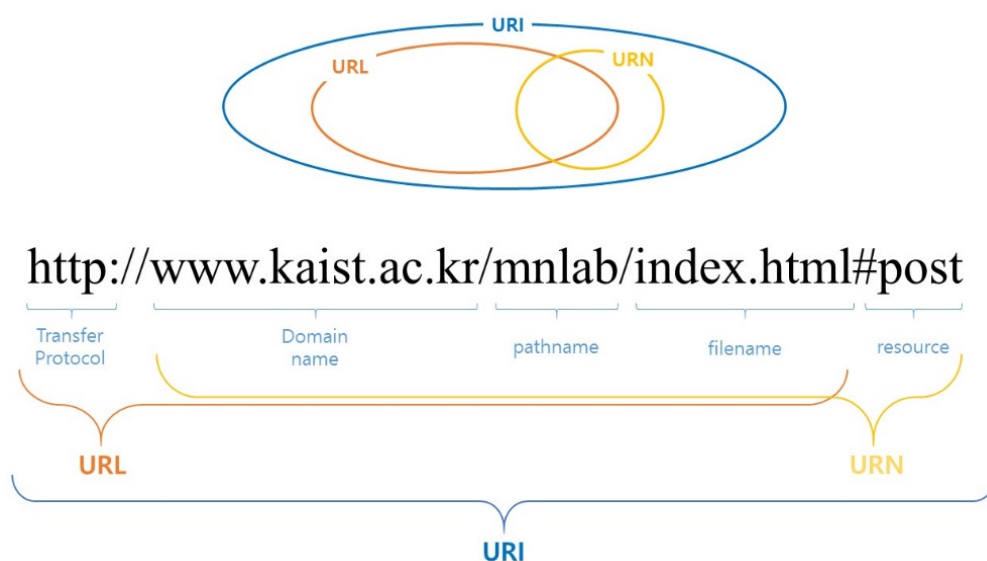 URI
URL
URN
http://www.kaist.ac.kr/mnlab/index.html#post
Transfer
Protocol
Domain
name
pathname
filename
resource
URL
URN
URI